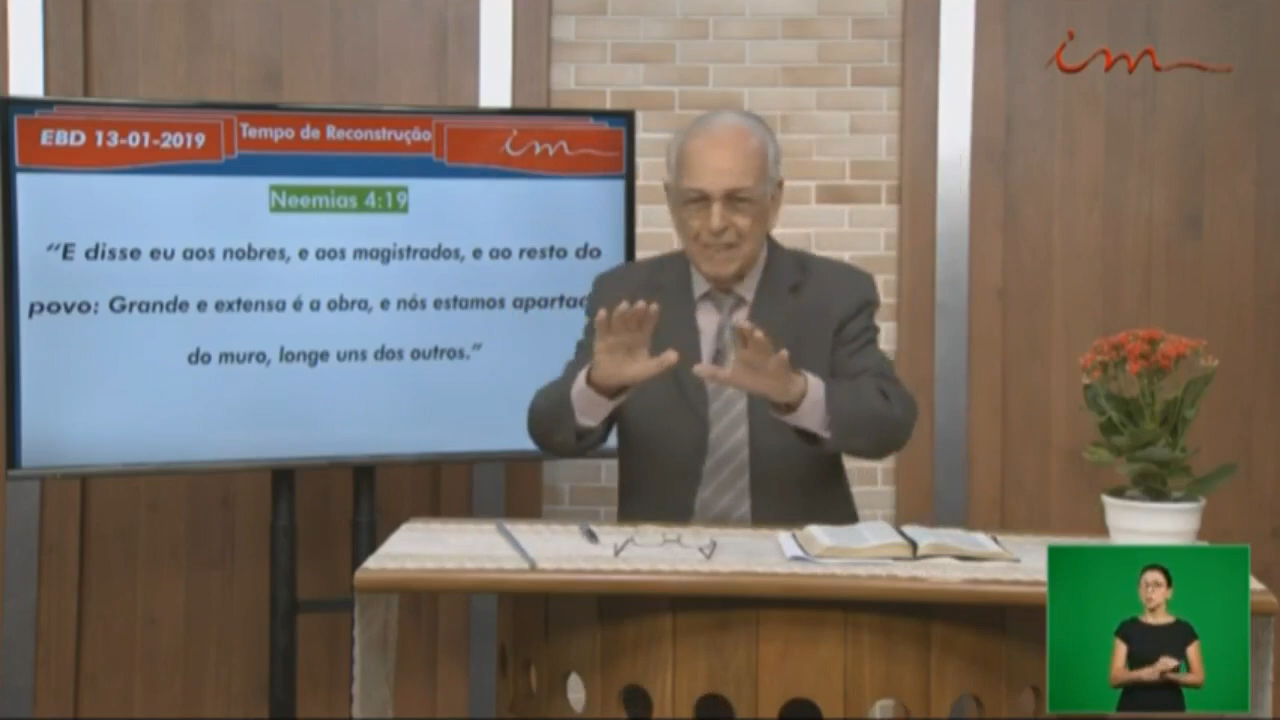 im
EBD 13-01-2019
Tempo de Reconstrução
im
Neemias 4:19
“E disse eu aos nobres, e aos magistrados, e ao resto do
povo: Grande e extensa é a obra, e nós estamos
do muro, longe uns dos outros.”